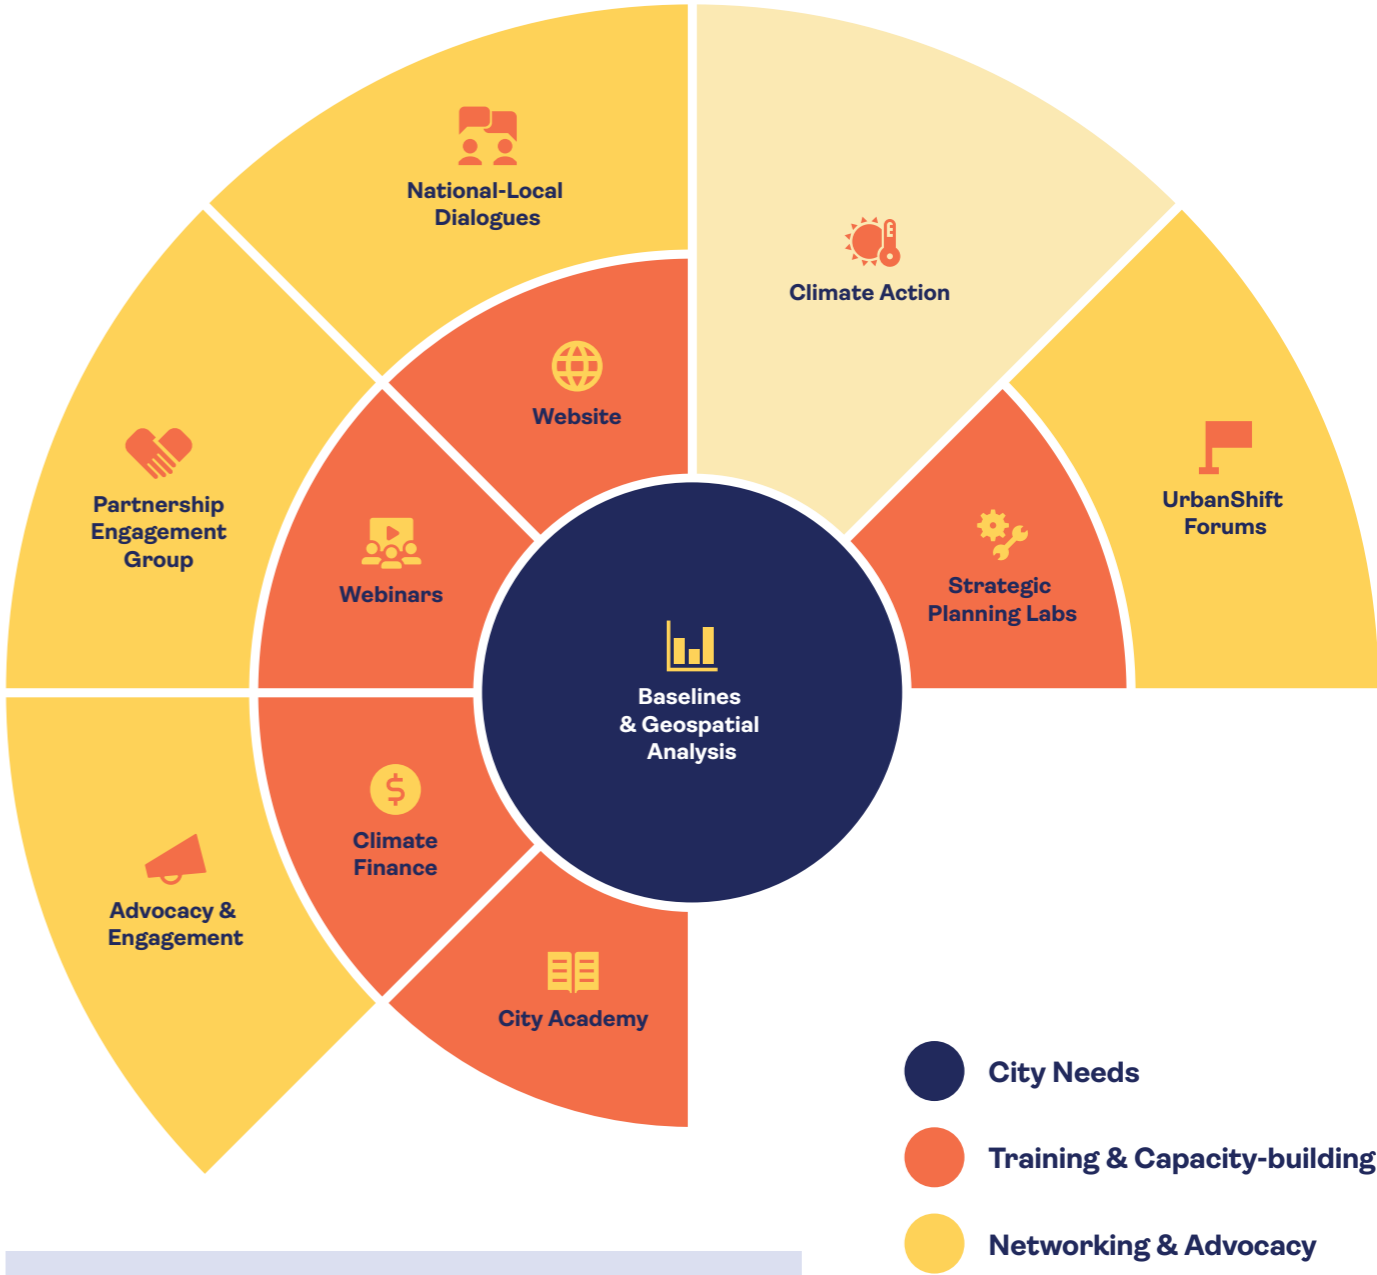 National-Local
Dialogues
Climate Action
Website
Partnership
Engagement
Group
UrbanShift
Forums
Webinars
Strategic
Planning Labs
Baselines
& Geospatial
Analysis
Climate
Finance
Advocacy &
Engagement
City Academy
City Needs
Training & Capacity-building
Networking & Advocacy